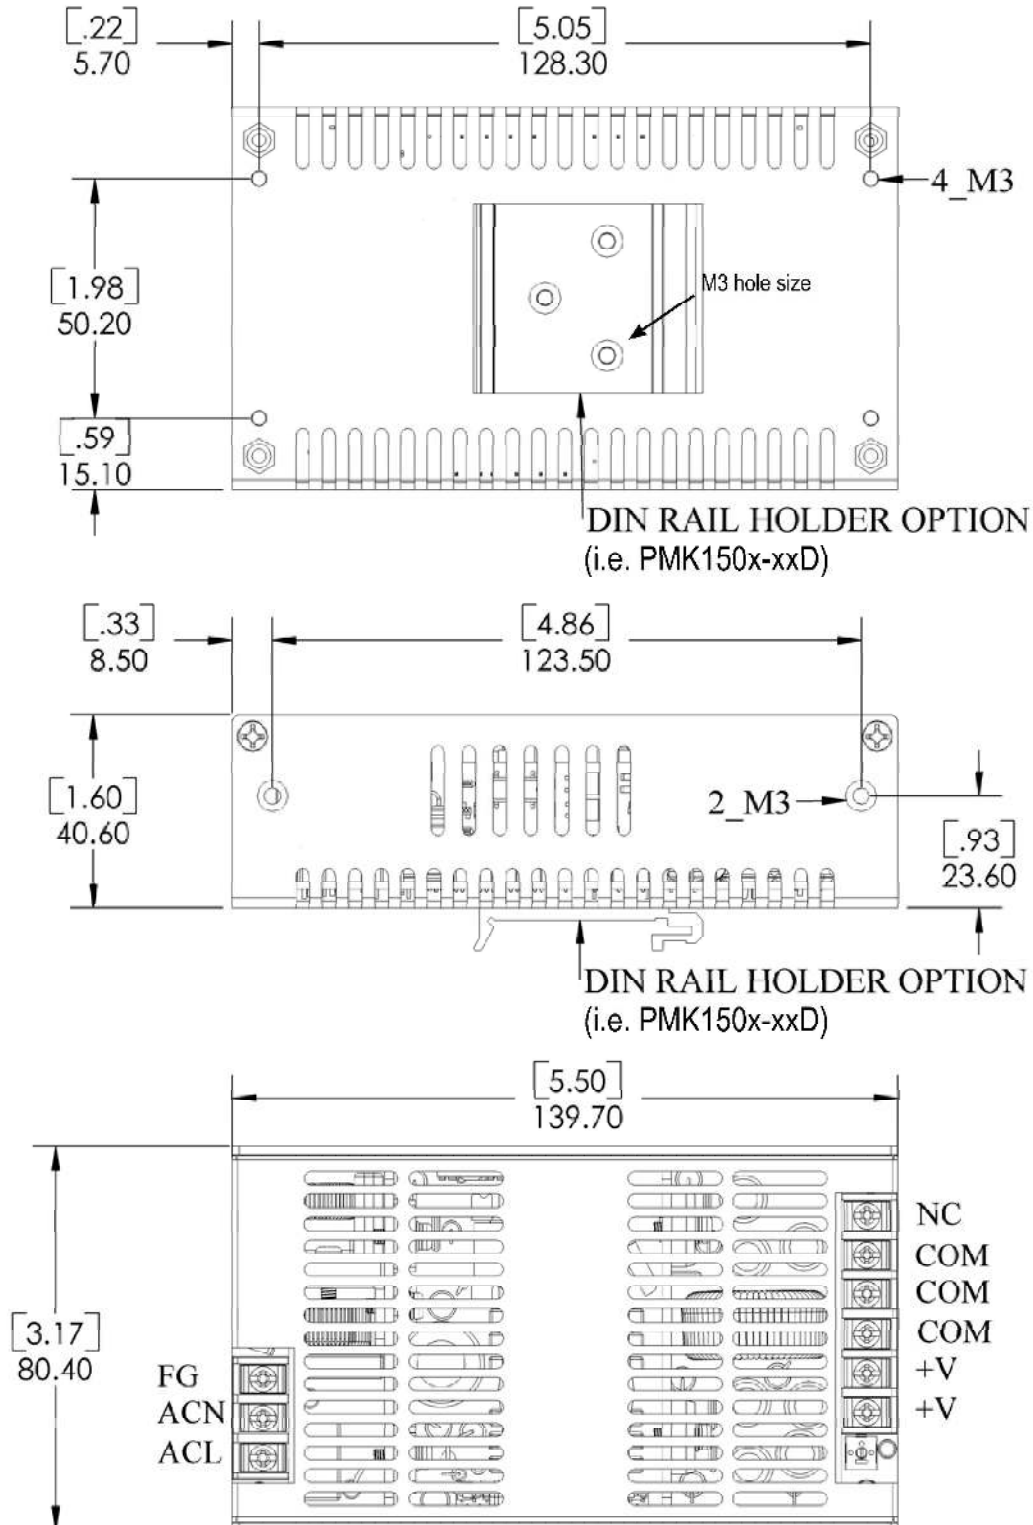 [.22]
5.70
[5.05]
128.30
4_M3
[1.98]
50.20
M3 hole size
[.59]
15.10
DIN RAIL HOLDER OPTION
(i.e. PMK150x-xxD)
[.33]
8.50
[4.86]
123.50
[1.60]
40.60
2_M3
[.93]
23.60
DIN RAIL HOLDER OPTION
(i.e. PMK150x-xxD)
[5.50]
139.70
NC
COM
COM
COM
+V
+V
[3.17]
80.40
FG
ACN
ACL